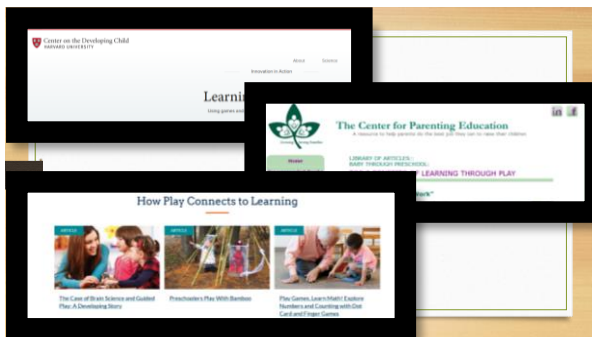 Center on the Developing Child
HARVARD UNIVERSITY
About Science
Innovation in Action
Using games
The Center for Parenting Education
A resource to help parents do the best job they can to raise their children
in f
Home
LIBRARY OF ARTICLES:
BABY THROUGH PRESCHOOL:
LEARNING THROUGH PLAY
Work"
How Play Connects to Learning
ARTICLE
ARTICLE
ARTICLE
The Case of Brain Science and Guided
Play: A Developing Story
Preschoolers Play With Bamboo
Play Games, Learn Math! Explore
Numbers and Counting with Dot
Card and Finger Games